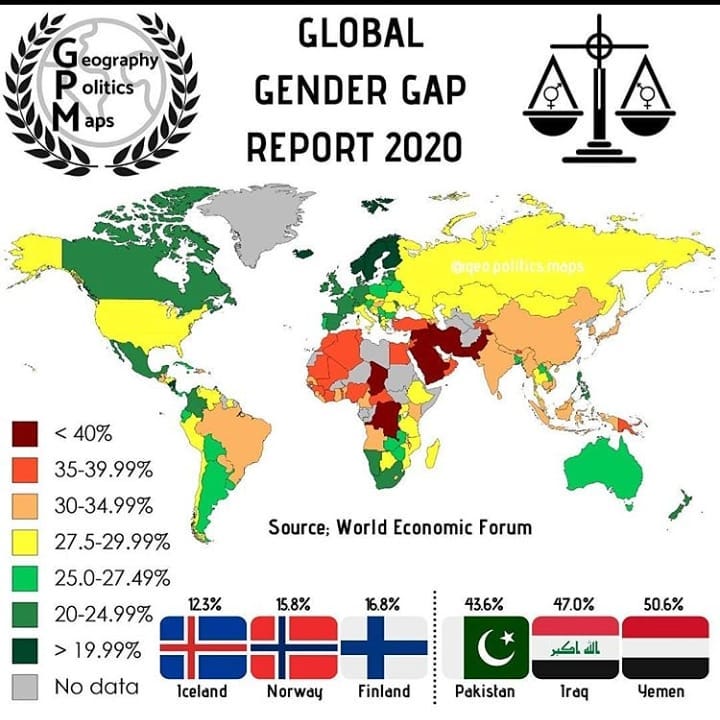 Geography
Politics
Maps
GLOBAL
GENDER GAP
REPORT 2020
@geo.politics.maps
< 40%
35-39.99%
30-34.99%
27.5-29.99%
25.0-27.49%
20-24.99%
> 19.99%
No data
Source; World Economic Forum
12.3% 15.8% 16.8% 43.6% 47.0% 50.6%
الله اكبر
Iceland Norway Finland Pakistan Iraq Yemen